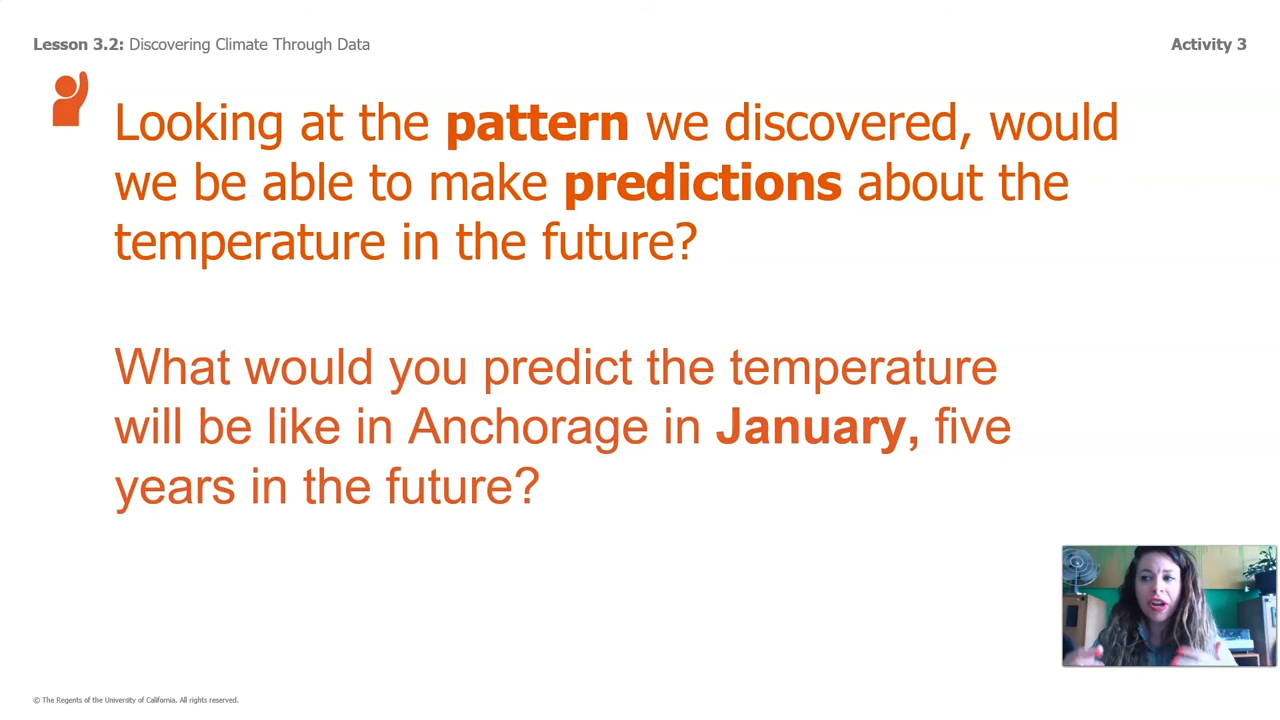 Lesson 3.2: Discovering Climate Through Data
Activity 3
Looking at the pattern we discovered, would
we be able to make predictions about the
temperature in the future?
What would you predict the temperature
will be like in Anchorage in January, five
years in the future?
© The Regents of the University of California. All rights reserved.